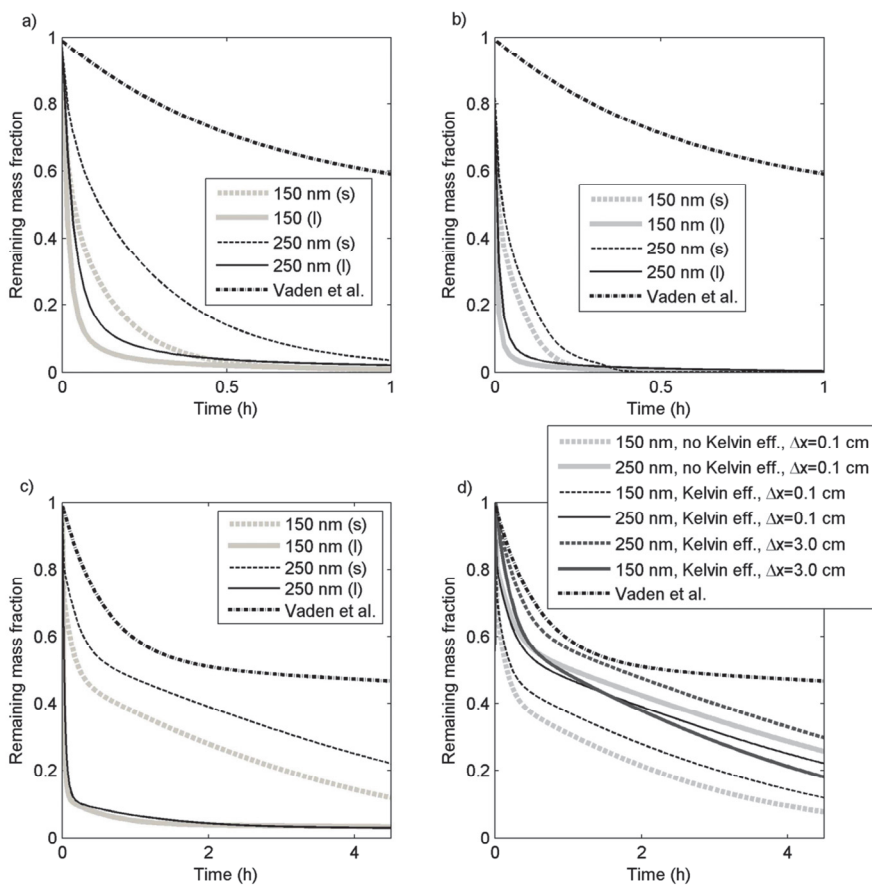 a)
Remaining mass fraction
1
0.8
0.6
0.4
0.2
0
150 nm (s)
150 (l)
250 nm (s)
250 nm (l)
Vaden et al.
0
0.5
1
Time (h)
b)
Remaining mass fraction
1
0.8
0.6
0.4
0.2
0
150 nm (s)
150 nm (l)
250 nm (s)
250 nm (l)
Vaden et al.
0
0.5
1
Time (h)
c)
Remaining mass fraction
1
0.8
0.6
0.4
0.2
0
150 nm (s)
150 nm (l)
250 nm (s)
250 nm (l)
Vaden et al.
0
2
4
Time (h)
d)
Remaining mass fraction
1
0.8
0.6
0.4
0.2
0
150 nm, no Kelvin eff., Δx=0.1 cm
250 nm, no Kelvin eff., Δx=0.1 cm
150 nm, Kelvin eff., Δx=0.1 cm
250 nm, Kelvin eff., Δx=0.1 cm
250 nm, Kelvin eff., Δx=3.0 cm
150 nm, Kelvin eff., Δx=3.0 cm
Vaden et al.
0
2
4
Time (h)